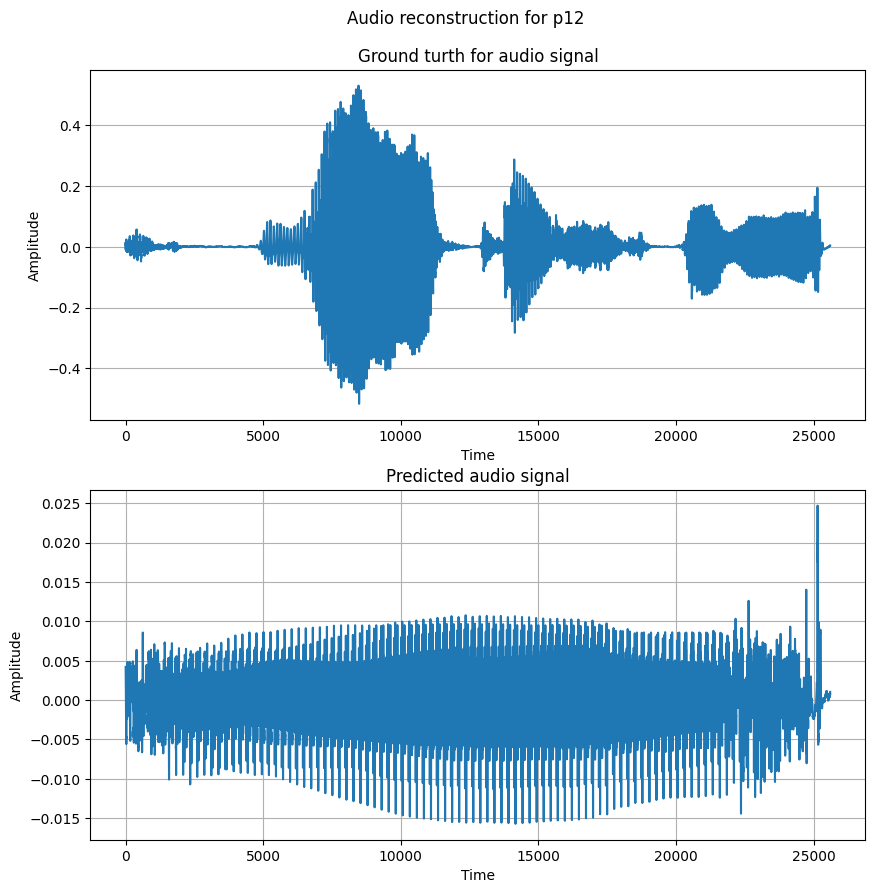 Audio reconstruction for p12
Ground turth for audio signal
Amplitude
0.4
0.2
0.0
−0.2
−0.4
0 5000 10000 15000 20000 25000
Time
Predicted audio signal
Amplitude
0.025
0.020
0.015
0.010
0.005
0.000
−0.005
−0.010
−0.015
0 5000 10000 15000 20000 25000
Time